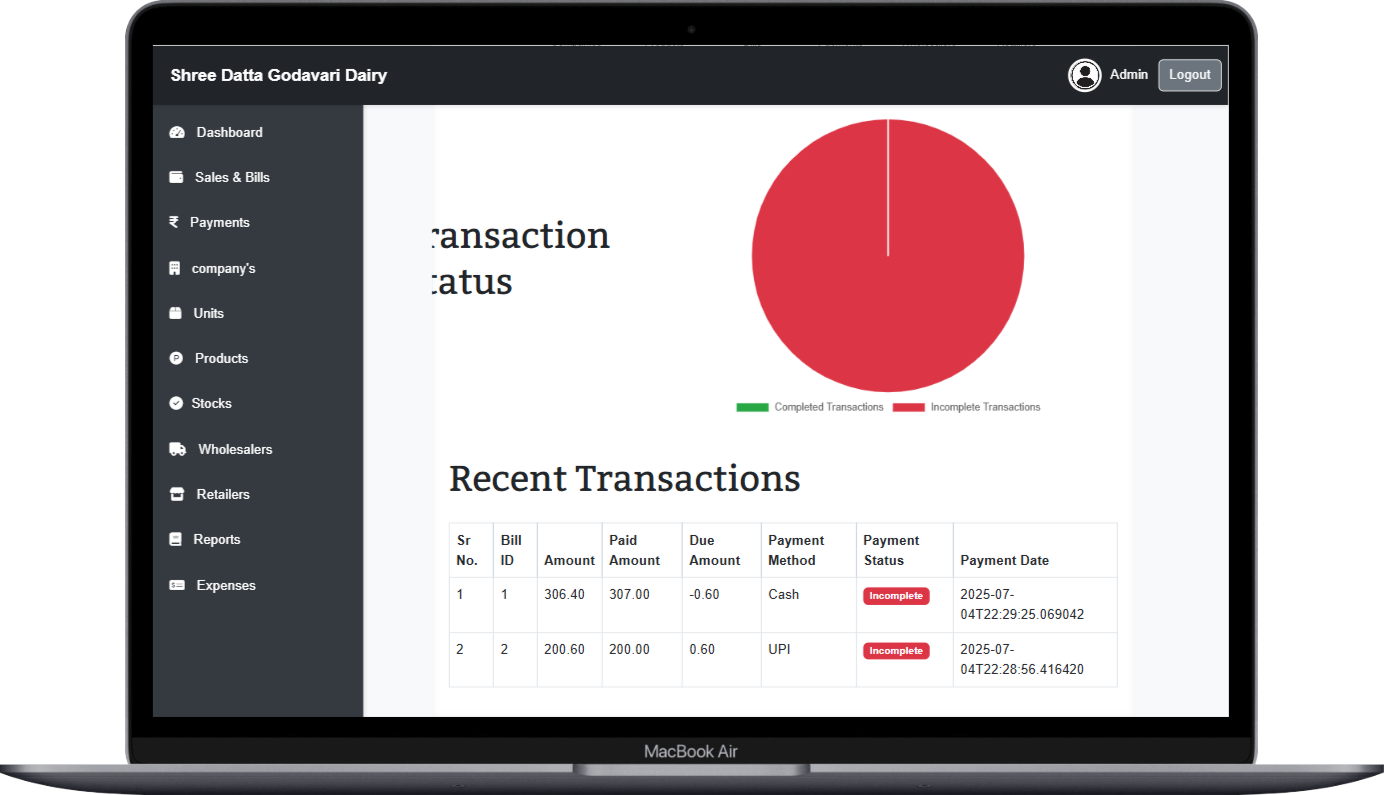 Shree Datta Godavari Dairy
Admin
Logout
Dashboard
Sales & Bills
Payments
company's
Units
Products
Stocks
Wholesalers
Retailers
Reports
Expenses
ransaction
tatus
Completed Transactions
Incomplete Transactions
Recent Transactions
Sr No. Bill ID Amount Paid Amount Due Amount Payment Method Payment Status Payment Date
1 1 306.40 307.00 -0.60 Cash Incomplete 2025-07-
04T22:29:25.069042
2 2 200.60 200.00 0.60 UPI Incomplete 2025-07-
04T22:28:56.416420
MacBook Air